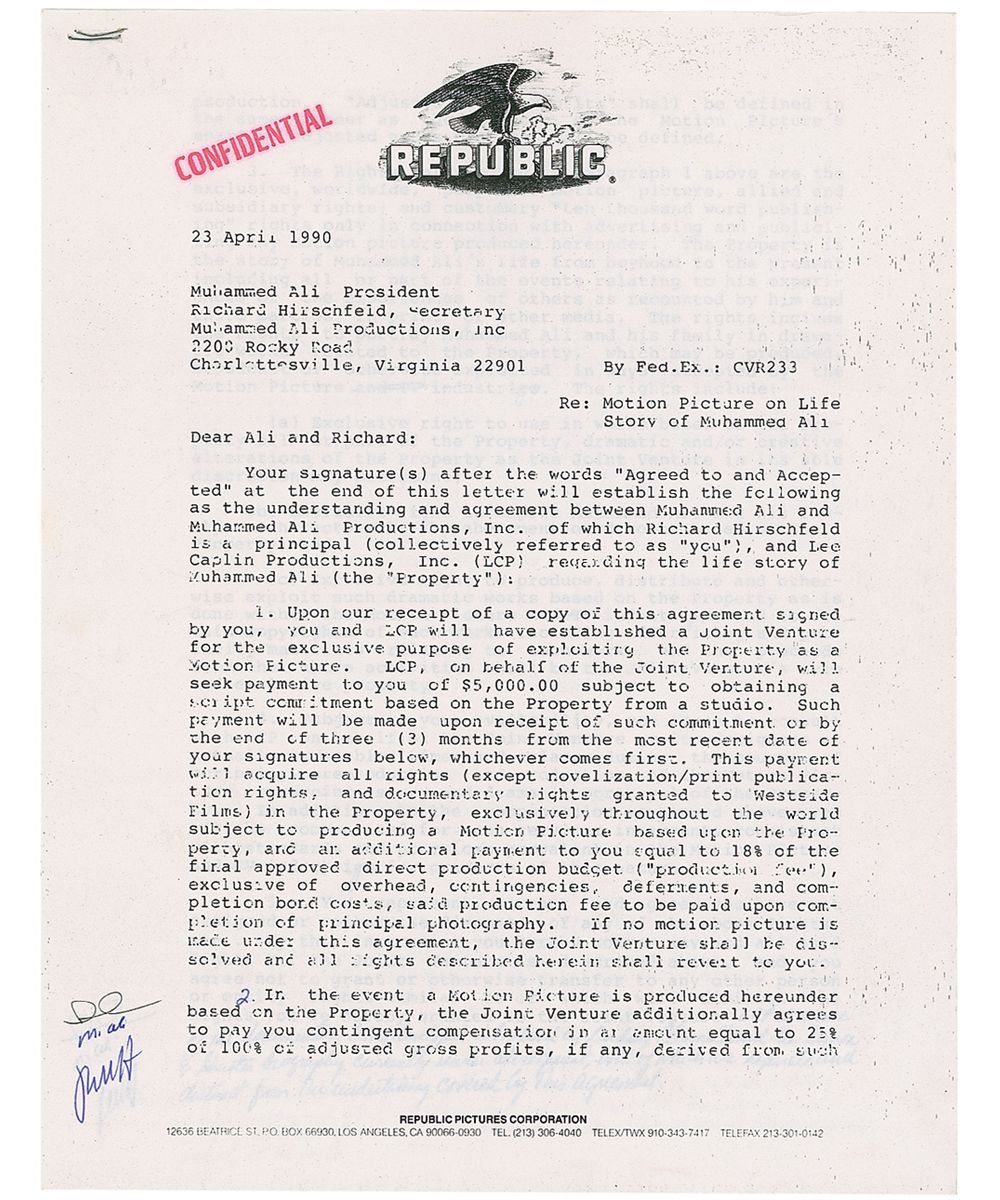 CONFIDENTIAL
REPUBLIC
23 April 1990
Muhammed Ali President
Richard Hirschfeld, Secretary
Muhammed Ali Productions, Inc
2200 Rocky Road
Charlottesville, Virginia 22901 By Fed.Ex.: CVR233
Re: Motion Picture on Life
Story of Muhammed Ali
Dear Ali and Richard:
Your signature(s) after the words "Agreed to and Accep-
ted" at the end of this letter will establish the following
as the understanding and agreement between Muhammed Ali and
Muhammed Ali Productions, Inc. of which Richard Hirschfeld
is a principal (collectively referred to as "you"), and Lee
Caplin Productions, Inc. (LCP) regarding the life story of
Muhammed Ali (the "Property"):
1. Upon our receipt of a copy of this agreement signed
by you, you and LCP will have established a Joint Venture
for the exclusive purpose of exploiting the Property as a
Motion Picture. LCP, on behalf of the Joint Venture, will
seek payment to you of $5,000.00 subject to obtaining a
script commitment based on the Property from a studio. Such
payment will be made upon receipt of such commitment or by
the end of three (3) months from the most recent date of
your signatures below, whichever comes first. This payment
will acquire all rights (except novelization/print publica-
tion rights, and documentary rights granted to Westside
Films) in the Property, exclusively throughout the world
subject to producing a Motion Picture based upon the Pro-
perty, and an additional payment to you equal to 18% of the
final approved direct production budget ("production fee"),
exclusive of overhead, contingencies, deferments, and com-
pletion bond costs, said production fee to be paid upon com-
pletion of principal photography. If no motion picture is
made under this agreement, the Joint Venture shall be dis-
solved and all rights described herein shall revert to you.
2. In the event a Motion Picture is produced hereunder
based on the Property, the Joint Venture additionally agrees
to pay you contingent compensation in an amount equal to 25%
of 100% of adjusted gross profits, if any, derived from such
REPUBLIC PICTURES CORPORATION
12636 BEATRICE ST. P.O. BOX 66930, LOS ANGELES, CA 90066-0930 TEL. (213) 306-4040 TELEX/TWX 910-343-7417 TELEFAX 213-301-0142